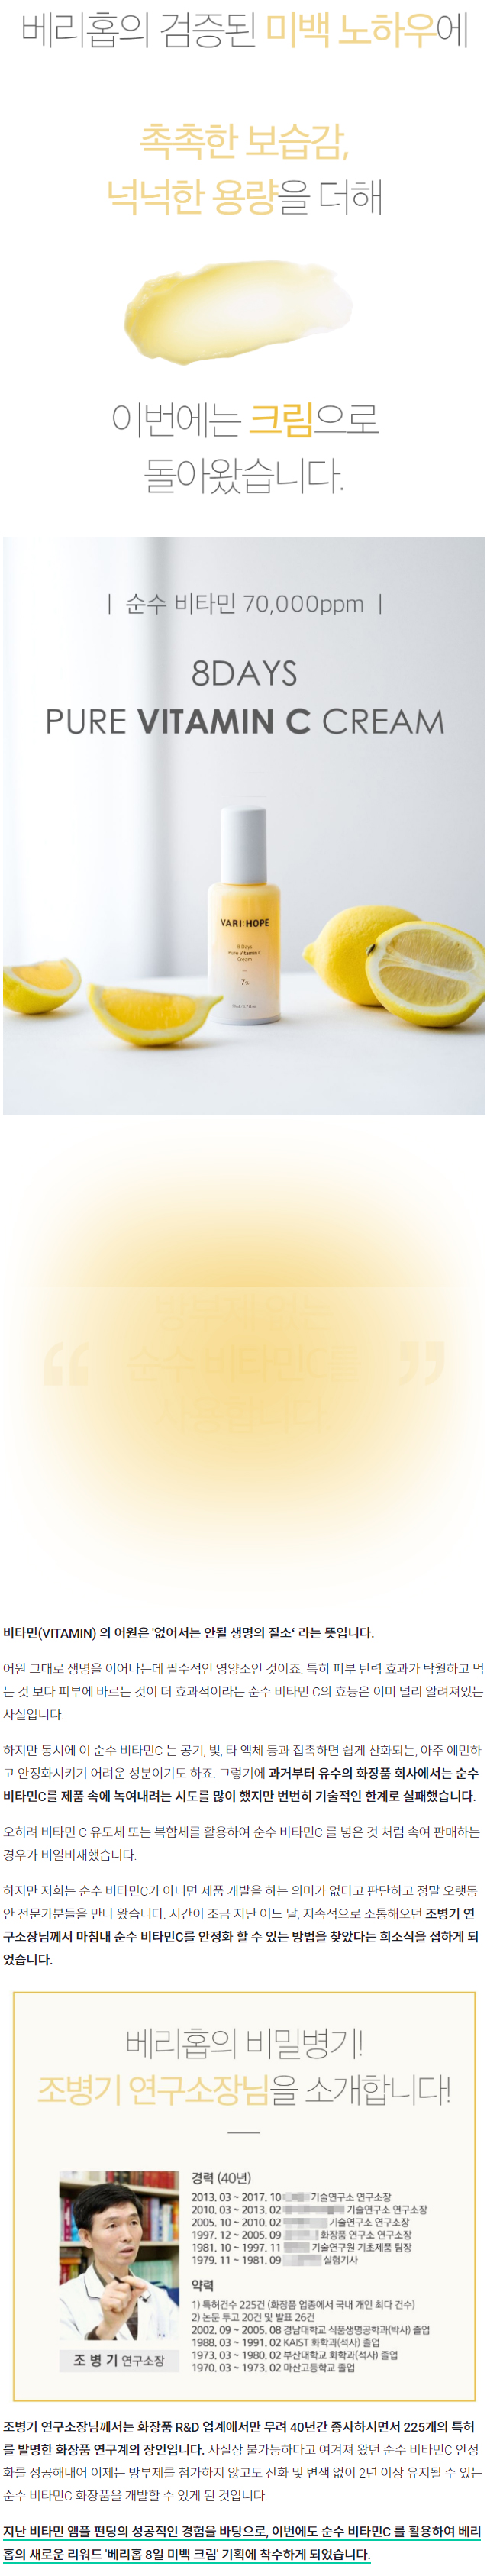 베리홉의 검증된 미백 노하우에
촉촉한 보습감,
넉넉한 용량을 더해
이번에는 크림으로
돌아왔습니다.
| 순수 비타민 70,000ppm |
8DAYS
PURE VITAMIN C CREAM
VARI:HOPE
8 Days
Pure Vitamin C
Cream
7%
“ 순수 비타민C를 ”
비타민(VITAMIN) 의 어원은 '없어서는 안될 생명의 질소‘ 라는 뜻입니다.
어원 그대로 생명을 이어나는데 필수적인 영양소인 것이죠. 특히 피부 탄력 효과가 탁월하고 먹
는 것 보다 피부에 바르는 것이 더 효과적이라는 순수 비타민 C의 효능은 이미 널리 알려져있는
사실입니다.
하지만 동시에 이 순수 비타민C 는 공기, 빛, 타 액체 등과 접촉하면 쉽게 산화되는, 아주 예민하
고 안정화시키기 어려운 성분이기도 하죠. 그렇기에 과거부터 유수의 화장품 회사에서는 순수
비타민C를 제품 속에 녹여내려는 시도를 많이 했지만 번번히 기술적인 한계로 실패했습니다.
오히려 비타민 C 유도체 또는 복합체를 활용하여 순수 비타민C 를 넣은 것 처럼 속여 판매하는
경우가 비일비재했습니다.
하지만 저희는 순수 비타민C가 아니면 제품 개발을 하는 의미가 없다고 판단하고 정말 오랫동
안 전문가분들을 만나 왔습니다. 시간이 조금 지난 어느 날, 지속적으로 소통해오던 조병기 연
구소장님께서 마침내 순수 비타민C를 안정화 할 수 있는 방법을 찾았다는 희소식을 접하게 되
었습니다.
베리홉의 비밀병기!
조병기 연구소장님을 소개합니다!
경력 (40년)
2013. 03 ~ 2017. 10 기술연구소 연구소장
2010. 03 ~ 2013. 02 기술연구소 연구소장
2005. 10 ~ 2010. 02 기술연구소 연구소장
1997. 12 ~ 2005. 09 화장품 연구소 연구소장
1981. 10 ~ 1997. 11 기술연구원 기초제품 팀장
1979. 11 ~ 1981. 09 실험기사
약력
1) 특허건수 225건 (화장품 업종에서 국내 개인 최다 건수)
2) 논문 투고 20건 및 발표 26건
2002. 09 ~ 2005. 08 경남대학교 식품생명공학과(박사) 졸업
1988. 03 ~ 1991. 02 KAIST 화학과(석사) 졸업
1973. 03 ~ 1980. 02 부산대학교 화학과(석사) 졸업
1970. 03 ~ 1973. 02 마산고등학교 졸업
조 병 기 연구소장
조병기 연구소장님께서는 화장품 R&D 업계에서만 무려 40년간 종사하시면서 225개의 특허
를 발명한 화장품 연구계의 장인입니다. 사실상 불가능하다고 여겨져 왔던 순수 비타민C 안정
화를 성공해내어 이제는 방부제를 첨가하지 않고도 산화 및 변색 없이 2년 이상 유지될 수 있는
순수 비타민C 화장품을 개발할 수 있게 된 것입니다.
지난 비타민 앰플 펀딩의 성공적인 경험을 바탕으로, 이번에도 순수 비타민C 를 활용하여 베리
홉의 새로운 리워드 '베리홉 8일 미백 크림' 기획에 착수하게 되었습니다.